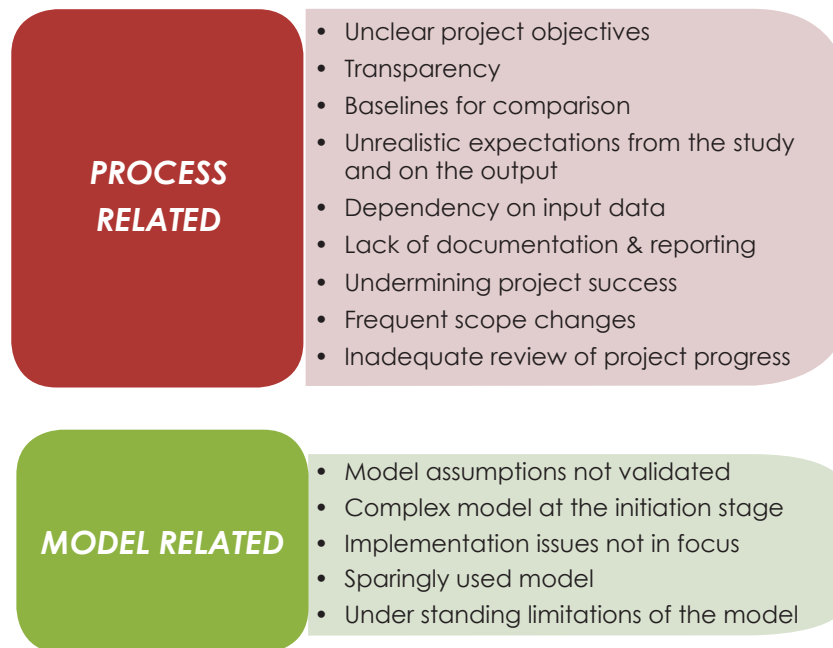 PROCESS
RELATED
• Unclear project objectives
• Transparency
• Baselines for comparison
• Unrealistic expectations from the study
and on the output
• Dependency on input data
• Lack of documentation & reporting
• Undermining project success
• Frequent scope changes
• Inadequate review of project progress
MODEL RELATED
• Model assumptions not validated
• Complex model at the initiation stage
• Implementation issues not in focus
• Sparingly used model
• Under standing limitations of the model